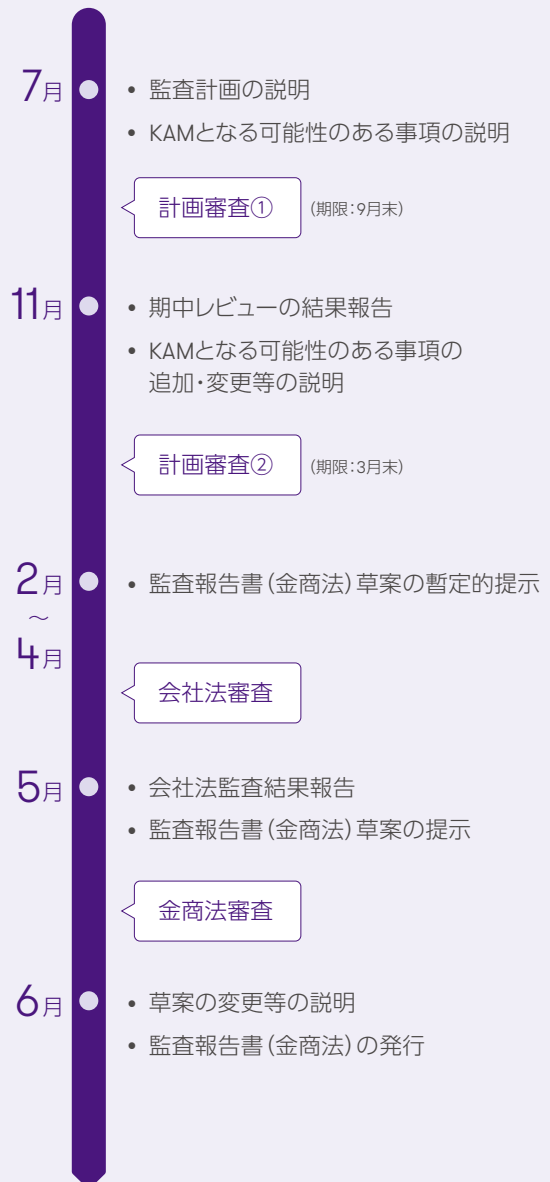 7月
• 監査計画の説明
• KAMとなる可能性のある事項の説明
計画審査① (期限:9月末)
11月
• 期中レビューの結果報告
• KAMとなる可能性のある事項の
追加・変更等の説明
計画審査② (期限:3月末)
2月
～
4月
• 監査報告書(金商法)草案の暫定的提示
会社法審査
5月
• 会社法監査結果報告
• 監査報告書(金商法)草案の提示
金商法審査
6月
• 草案の変更等の説明
• 監査報告書(金商法)の発行